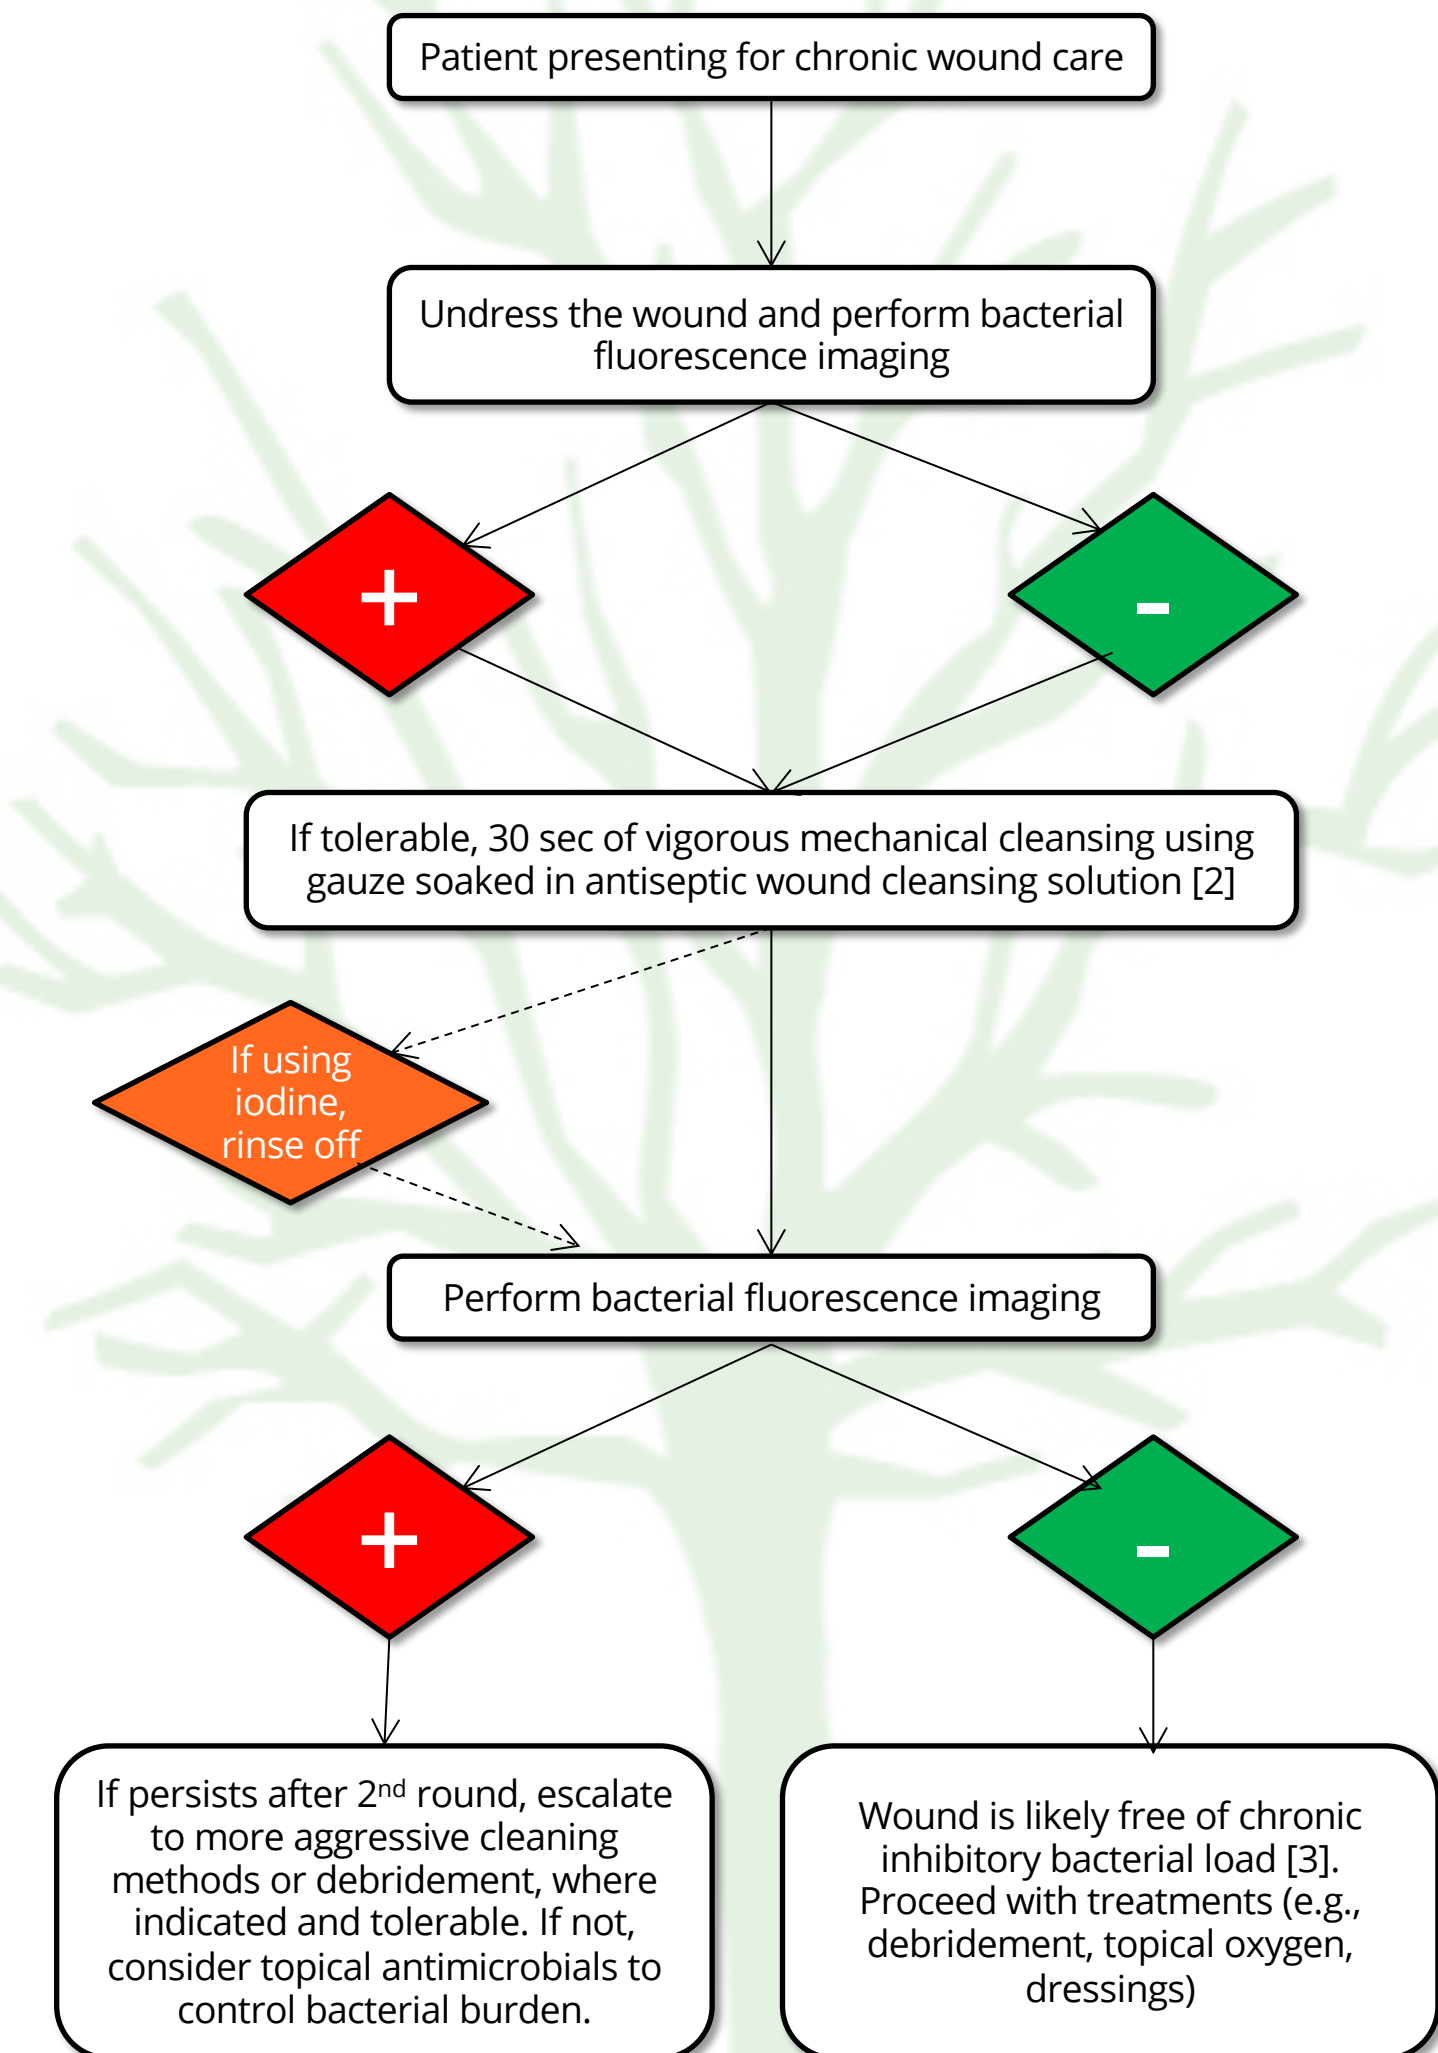 Patient presenting for chronic wound care
Undress the wound and perform bacterial
fluorescence imaging
+
-
If tolerable, 30 sec of vigorous mechanical cleansing using
gauze soaked in antiseptic wound cleansing solution [2]
If using
iodine,
rinse off
Perform bacterial fluorescence imaging
+
-
If persists after 2nd round, escalate
to more aggressive cleaning
methods or debridement, where
indicated and tolerable. If not,
consider topical antimicrobials to
control bacterial burden.
Wound is likely free of chronic
inhibitory bacterial load [3].
Proceed with treatments (e.g.,
debridement, topical oxygen,
dressings)